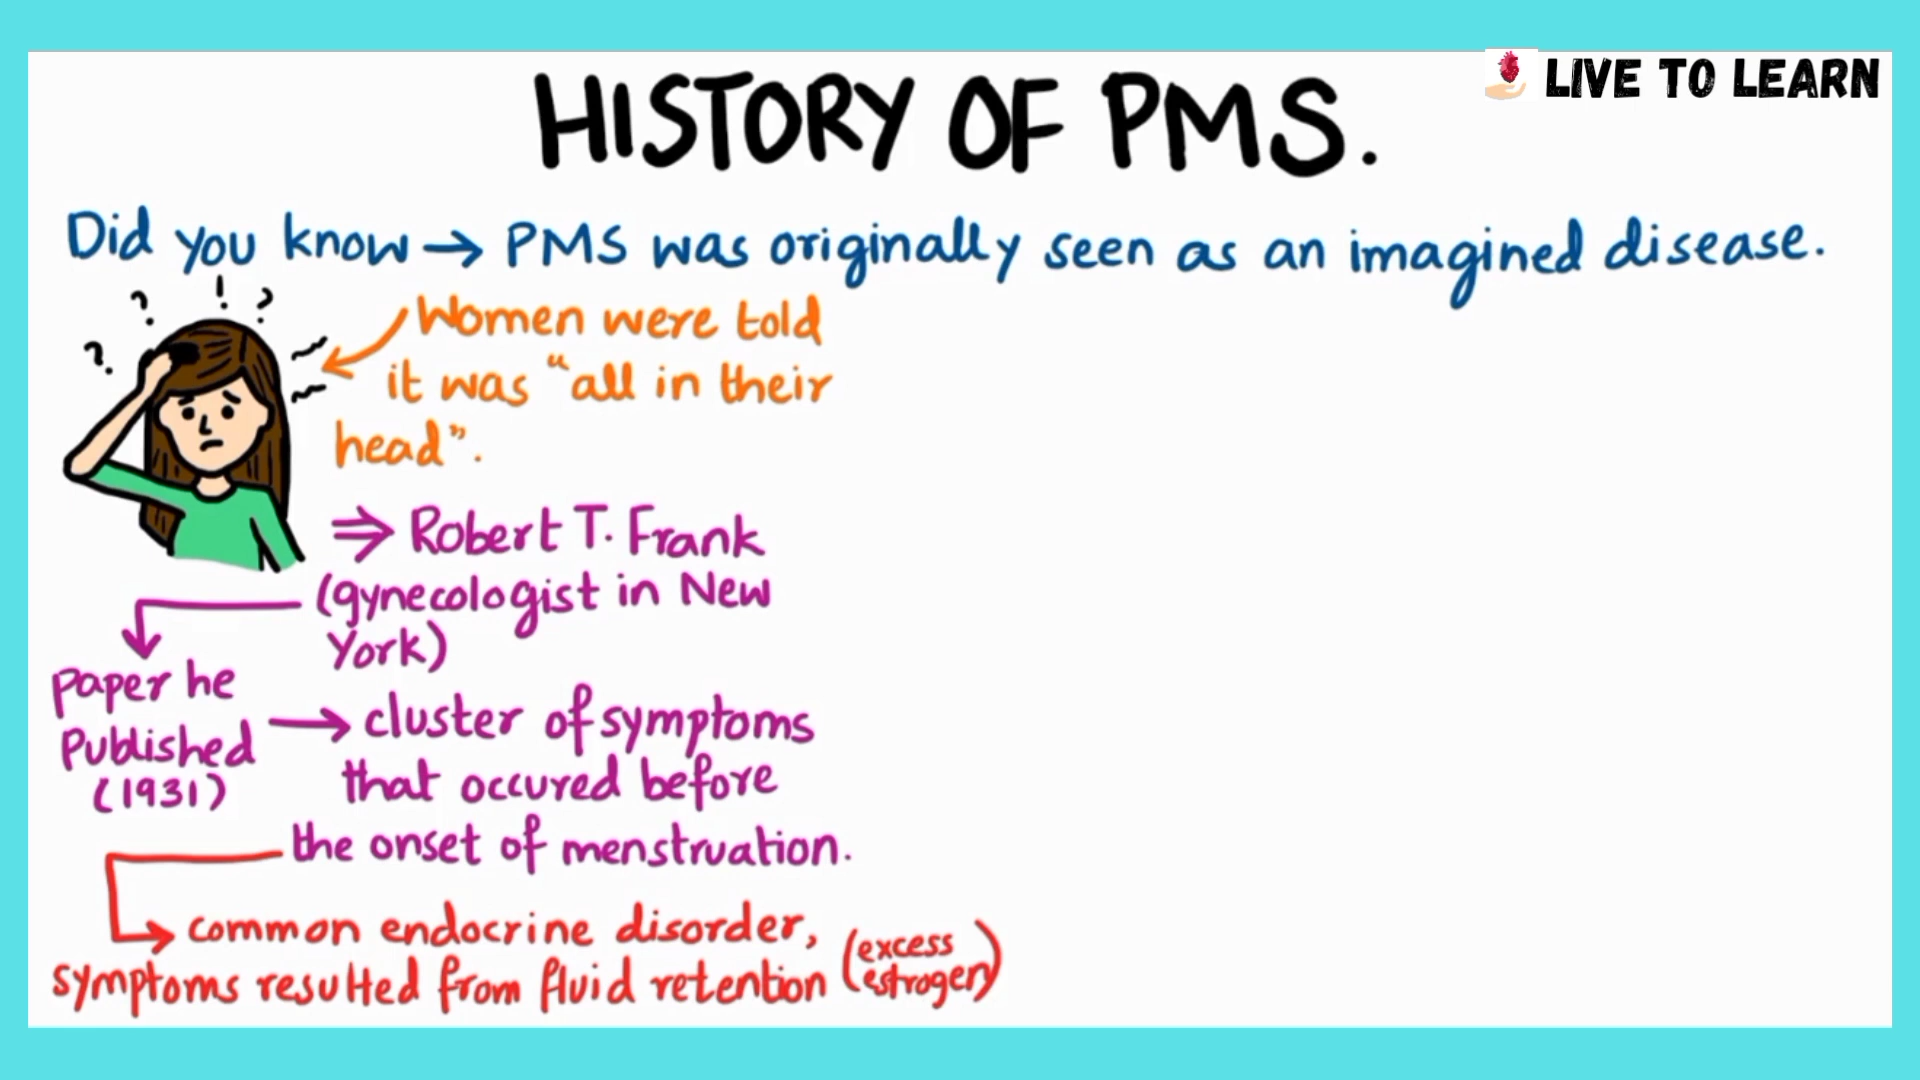 LIVE TO LEARN
HISTORY OF PMS.
Did you know → PMS was originally seen as an imagined disease.
? ! ?
?
Women were told
it was "all in their
head".
⇒ Robert T. Frank
(gynecologist in New
York)
Paper he
Published
(1931)
→ cluster of symptoms
that occured before
the onset of menstruation.
common endocrine disorder,
symptoms resulted from fluid retention (excess
estrogen)